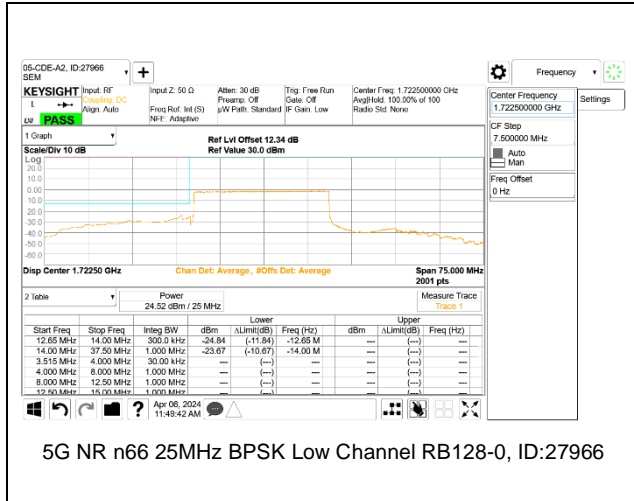 05-CDE-A2, ID:27966
SEM
Frequency
KEYSIGHT
Input: RF
Coupling: DC
Align: Auto
Input Z: 50 Ω
Freq Ref: Int (S)
NFE: Adaptive
Atten: 30 dB
Preamp: Off
µW Path: Standard
Trig: Free Run
Gate: Off
IF Gain: Low
Center Freq: 1.722500000 GHz
Avg|Hold: 100.00% of 100
Radio Std: None
PASS
Center Frequency
1.722500000 GHz
Settings
CF Step
7.500000 MHz
Auto
Man
Freq Offset
0 Hz
1 Graph
Scale/Div 10 dB
Ref Lvl Offset 12.34 dB
Ref Value 30.0 dBm
Log
20.0
10.0
0.00
-10.0
-20.0
-30.0
-40.0
-50.0
-60.0
Disp Center 1.72250 GHz
Chan Det: Average , #Offs Det: Average
Span 75.000 MHz
2001 pts
2 Table
Power
24.52 dBm / 25 MHz
Measure Trace
Trace 1
Lower Upper
Start Freq Stop Freq Integ BW dBm ΔLimit(dB) Freq (Hz) dBm ΔLimit(dB) Freq (Hz)
12.65 MHz 14.00 MHz 300.0 kHz -24.84 (-11.84) -12.65 M --- (---) ---
14.00 MHz 37.50 MHz 1.000 MHz -23.67 (-10.67) -14.00 M --- (---) ---
3.515 MHz 4.000 MHz 30.00 kHz --- (---) --- --- (---) ---
4.000 MHz 8.000 MHz 1.000 MHz --- (---) --- --- (---) ---
8.000 MHz 12.50 MHz 1.000 MHz --- (---) --- --- (---) ---
12.50 MHz 15.00 MHz 1.000 MHz --- (---) --- --- (---) ---
Apr 06, 2024
11:49:42 AM
5G NR n66 25MHz BPSK Low Channel RB128-0, ID:27966